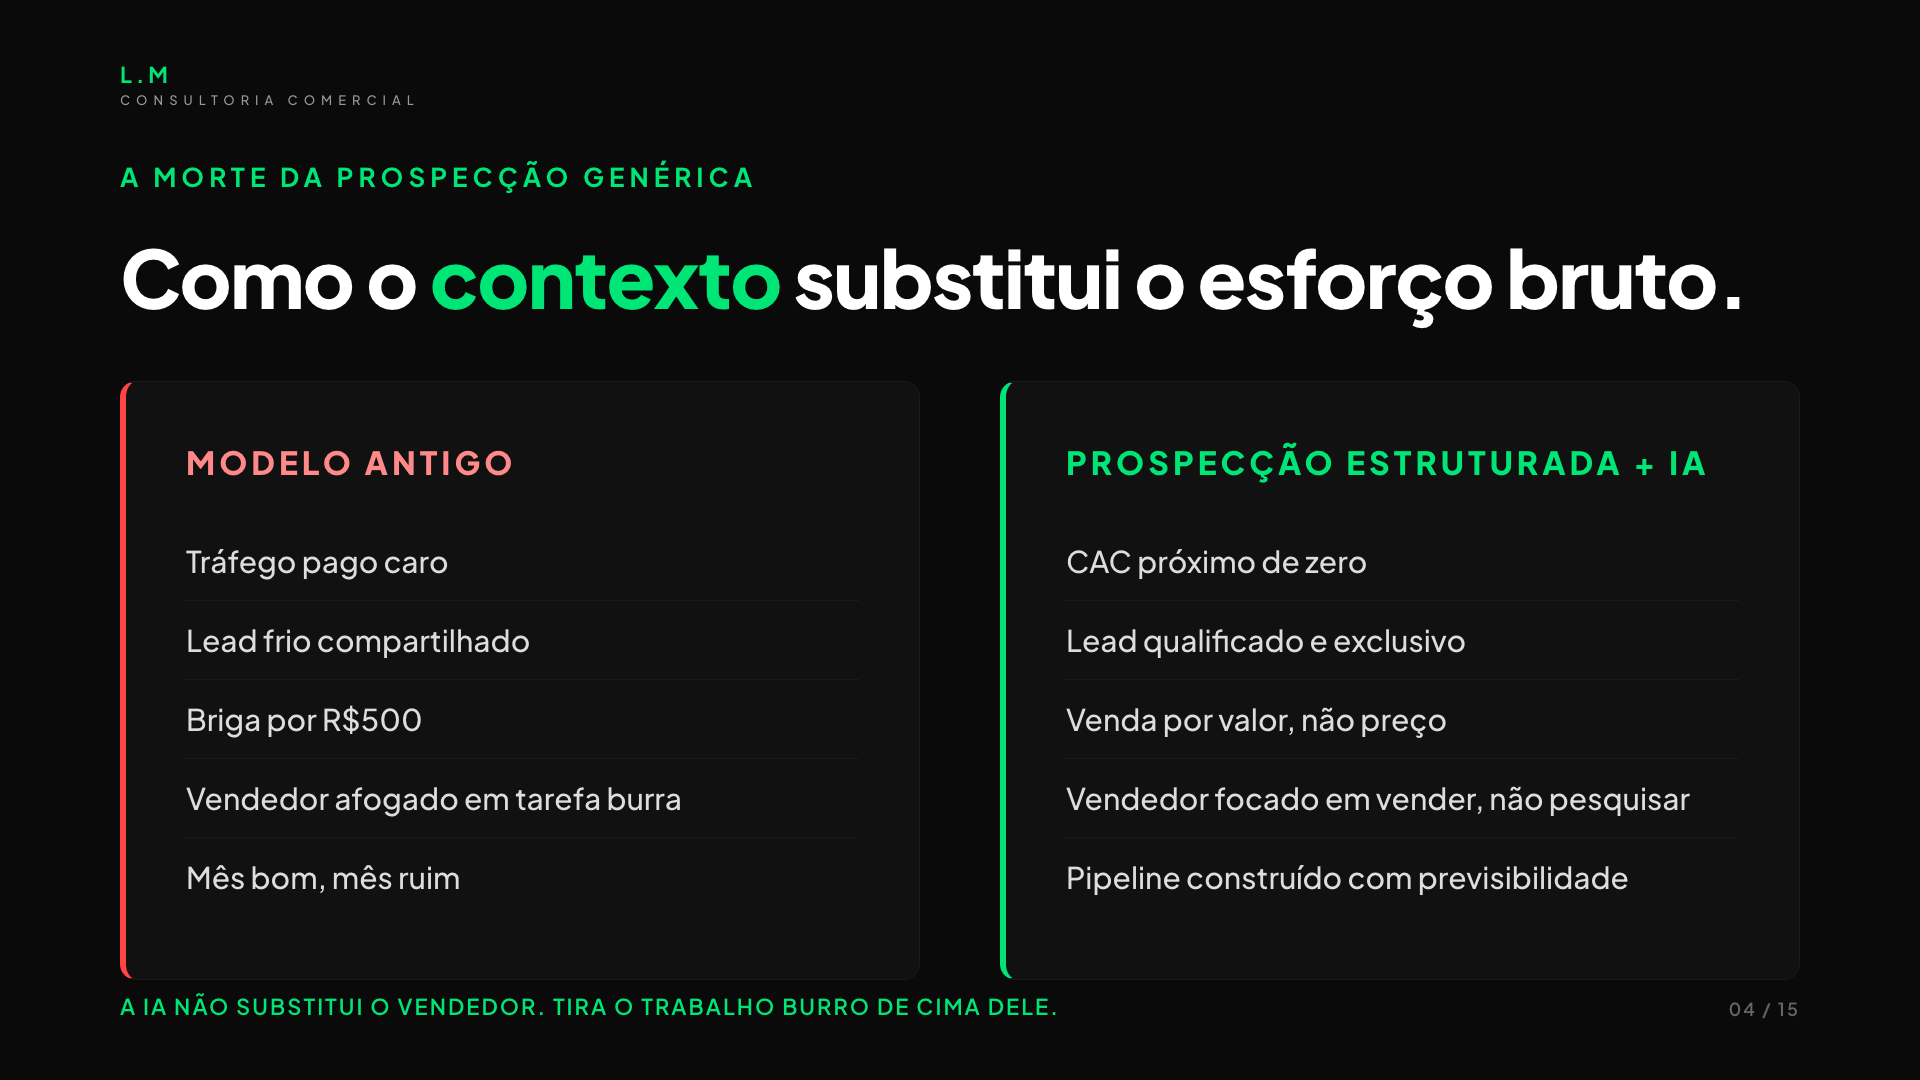 L.M
CONSULTORIA COMERCIAL
A MORTE DA PROSPECÇÃO GENÉRICA
Como o contexto substitui o esforço bruto.
MODELO ANTIGO
Tráfego pago caro
Lead frio compartilhado
Briga por R$500
Vendedor afogado em tarefa burra
Mês bom, mês ruim
PROSPECÇÃO ESTRUTURADA + IA
CAC próximo de zero
Lead qualificado e exclusivo
Venda por valor, não preço
Vendedor focado em vender, não pesquisar
Pipeline construído com previsibilidade
A IA NÃO SUBSTITUI O VENDEDOR. TIRA O TRABALHO BURRO DE CIMA DELE.
04 / 15